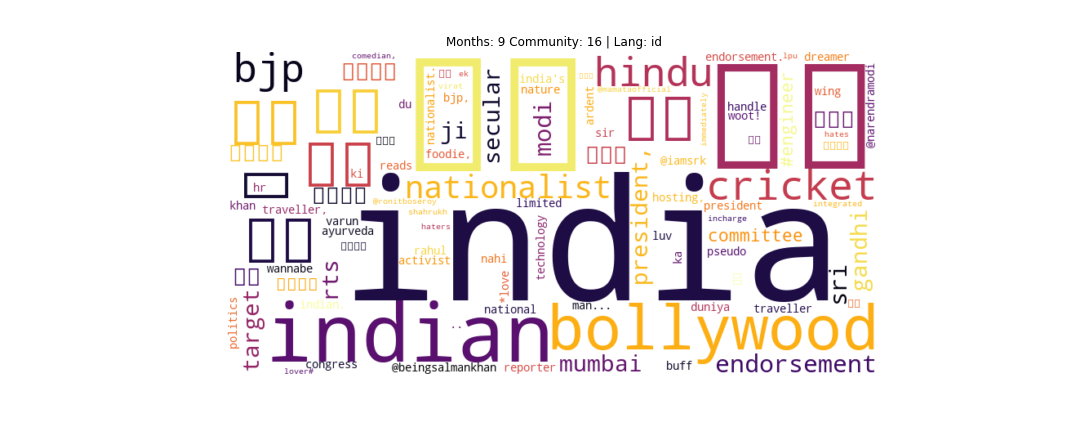 Months: 9 Community: 16 | Lang: id
comedian,
endorsement.
lpu
dreamer
bjp
ek
india's
hindu
virat
nature
@mamataofficial
wing
nationalist.
bjp,
secular
ardent
immediately
handle
#engineer
@narendramodi
du
woot!
ji
modi
sir
hates
foodie,
reads
@iamsrk
ki
hr
nationalist
cricket
khan
traveller,
@ronitboseroy
limited
hosting.
president
integrated
shahrukh
president,
incharge
varun
ayurveda
haters
technology
luv
committee
gandhi
rahul
activist
nahi
ka
pseudo
wannabe
india
sri
rts
*love
indian.
national
man...
duniya
traveller
politics
target
indian
..
bollywood
congress
lover#
@beingsalmankhan
reporter
mumbai
buff
endorsement